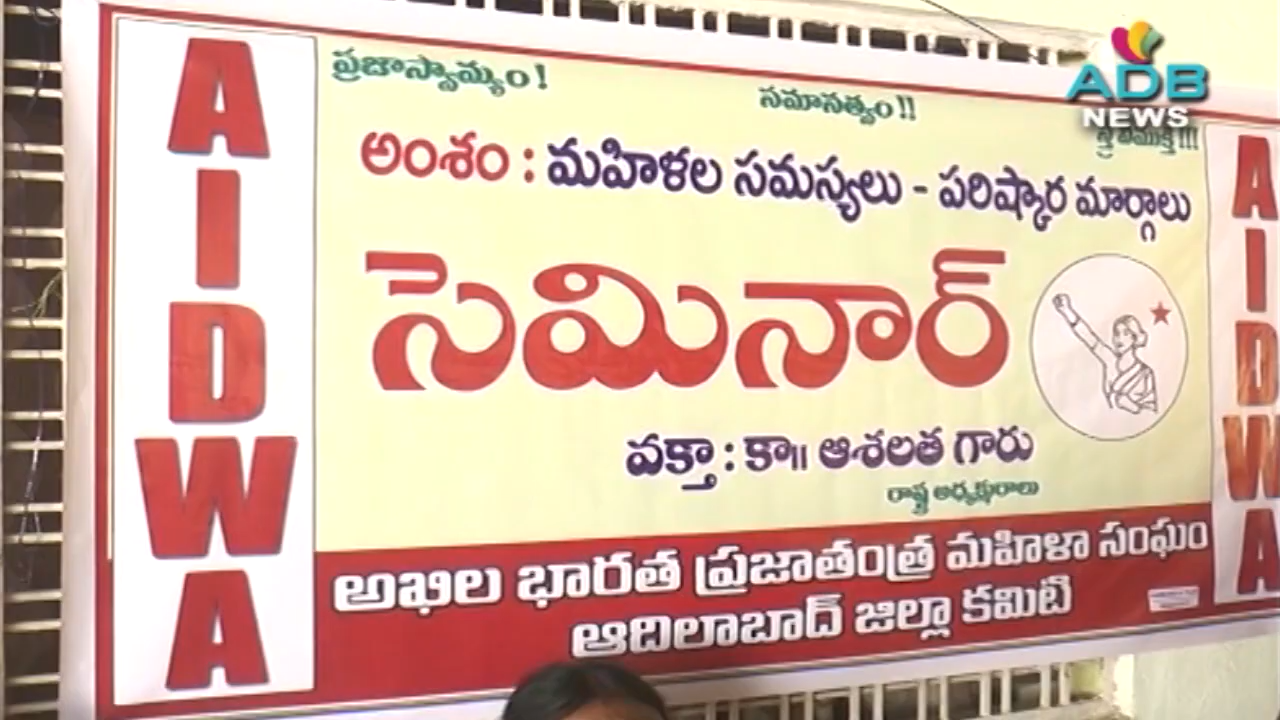 ADB
NEWS
AIDWA
ప్రజాస్వామ్యం!
సమానత్వం!!
స్త్రీ విముక్తి!!!
అంశం : మహిళల సమస్యలు - పరిష్కార మార్గాలు
సెమినార్
వక్తా : కా॥ ఆశలత గారు
రాష్ట్ర అధ్యక్షురాలు
అఖిల భారత ప్రజాతంత్ర మహిళా సంఘం
ఆదిలాబాద్ జిల్లా కమిటి
AIDWA